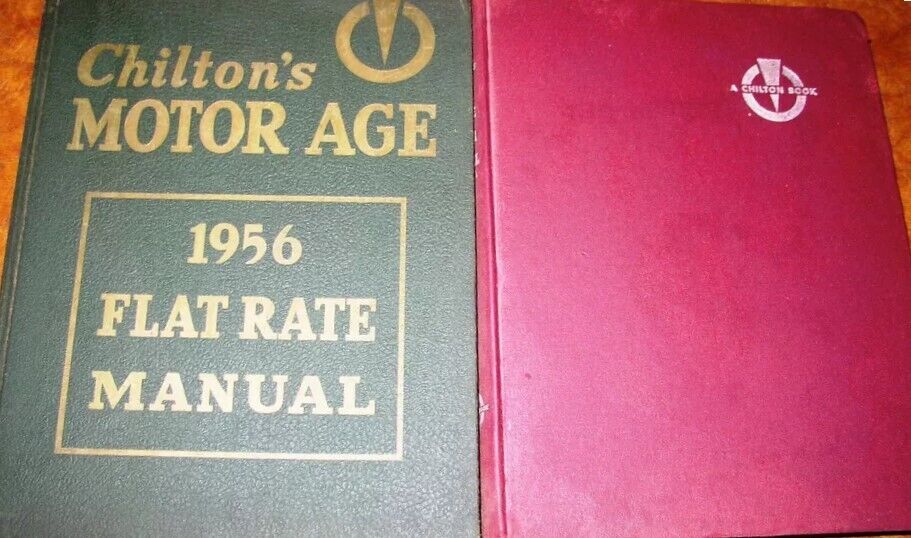 Chilton's
MOTOR AGE
1956
FLAT RATE
MANUAL
A CHILTON BOOK